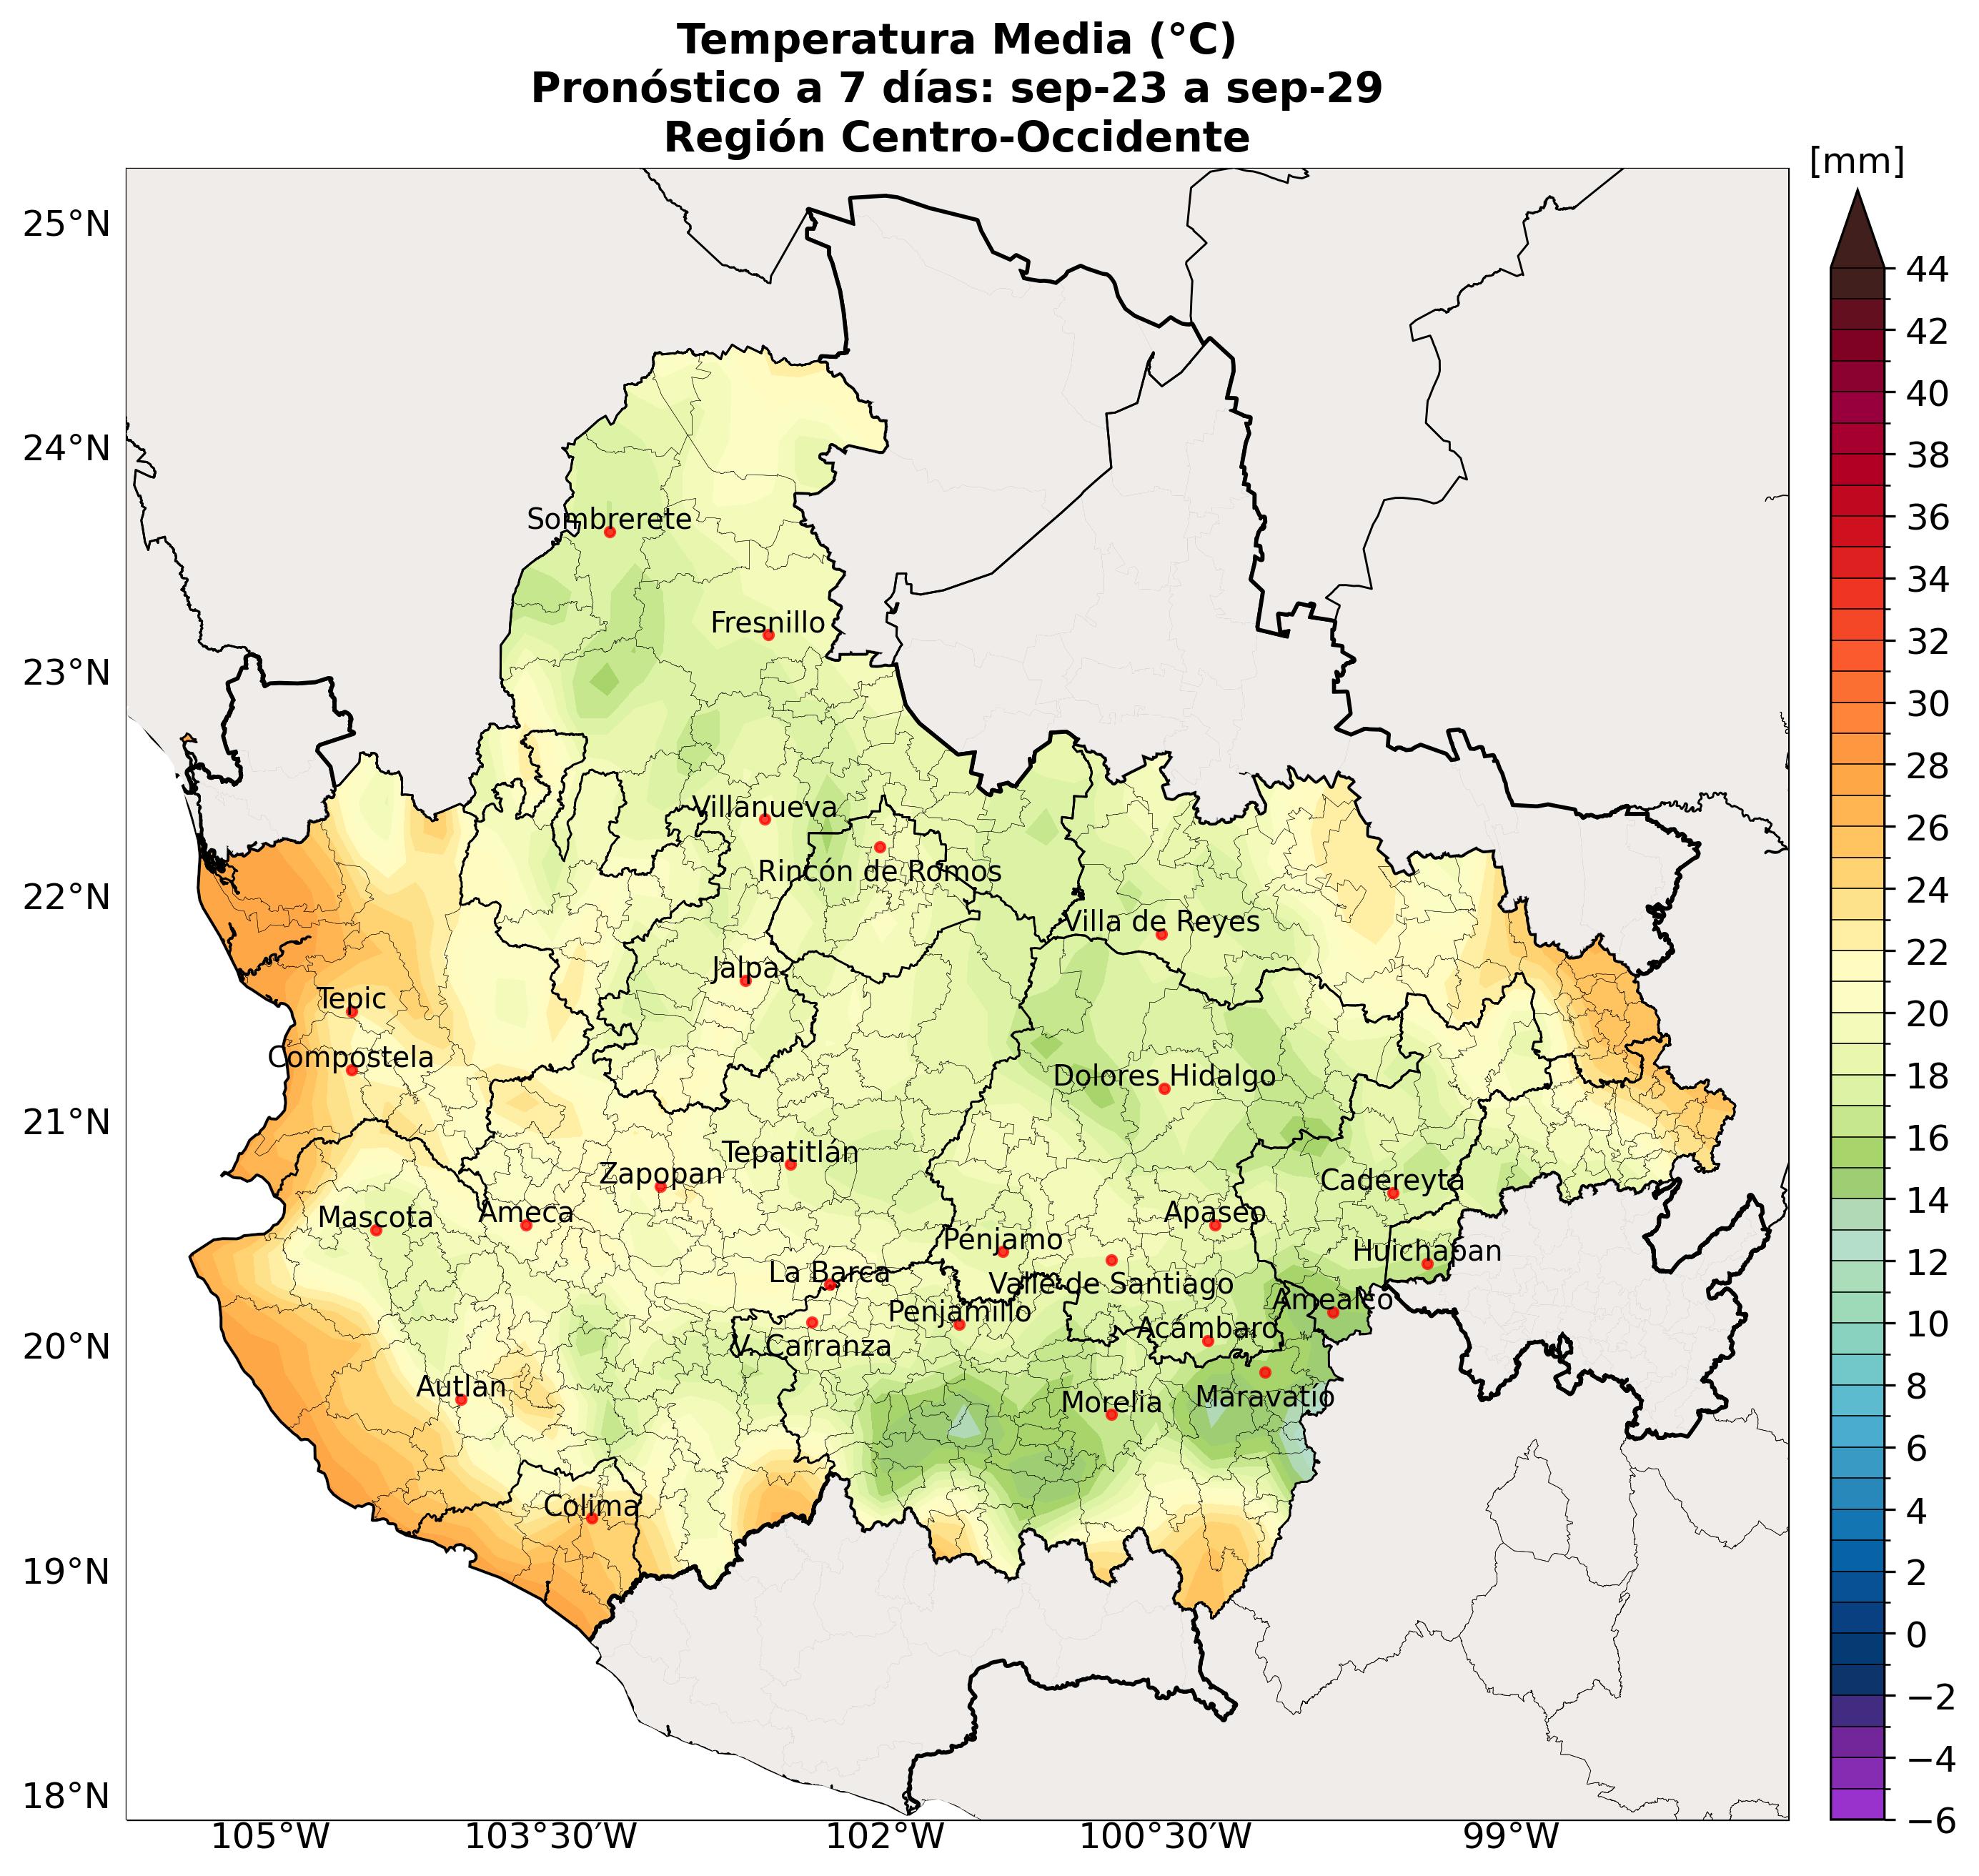 Temperatura Media (°C)
Pronóstico a 7 días: sep-23 a sep-29
Región Centro-Occidente
[mm]
25°N
24°N
23°N
22°N
21°N
20°N
19°N
18°N
Sombrerete
Fresnillo
Villanueva
Rincón de Romos
Villa de Reyes
Jalpa
Tepic
Compostela
Dolores Hidalgo
Tepatitlán
Zapopan
Cadereyta
Mascota
Ameca
Apaseo
Pénjamo
Huichapan
La Barca
Valle de Santiago
Amealco
Penjamillo
Acámbaro
V. Carranza
Autlan
Morelia
Maravatio
Colima
105°W
103°30′W
102°W
100°30′W
99°W
44
42
40
38
36
34
32
30
28
26
24
22
20
18
16
14
12
10
8
6
4
2
0
−2
−4
−6